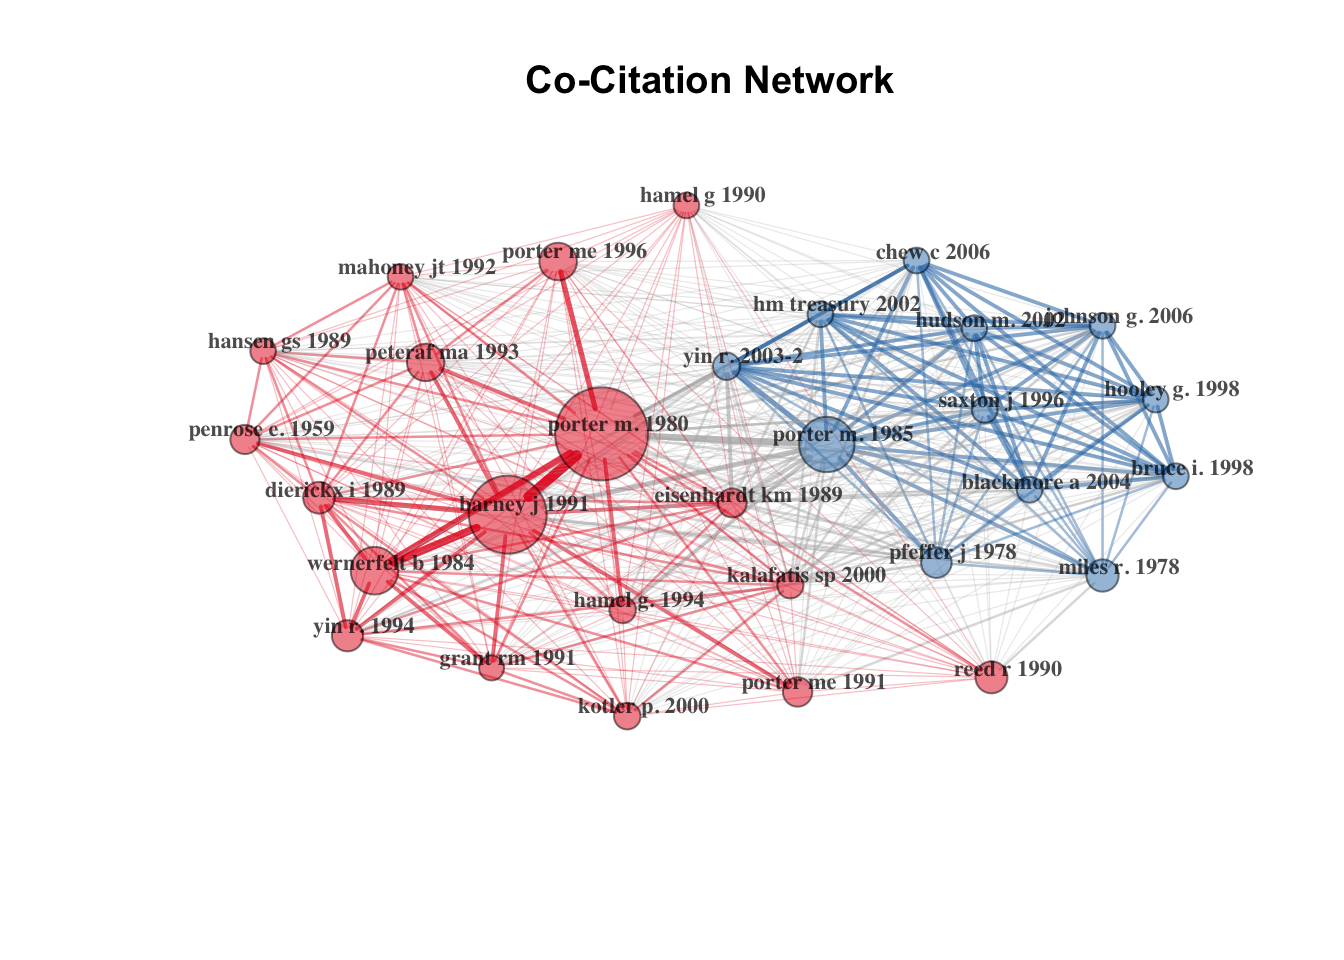 Co-Citation Network
hamel g 1990
chew c 2006
porter me 1996
mahoney jt 1992
hm treasury 2002
hudson m. 2002
johnson g. 2006
hansen gs 1989
peteraf ma 1993
yin r. 2003-2
hooley g. 1998
saxton j 1996
penrose e. 1959
porter m. 1980
porter m. 1985
bruce i. 1998
blackmore a 2004
dierickx i 1989
barney j 1991
eisenhardt km 1989
pfeffer j 1978
wernerfelt b 1984
miles r. 1978
kalafatis sp 2000
hamel g. 1994
yin r. 1994
grant rm 1991
reed r 1990
porter me 1991
kotler p. 2000